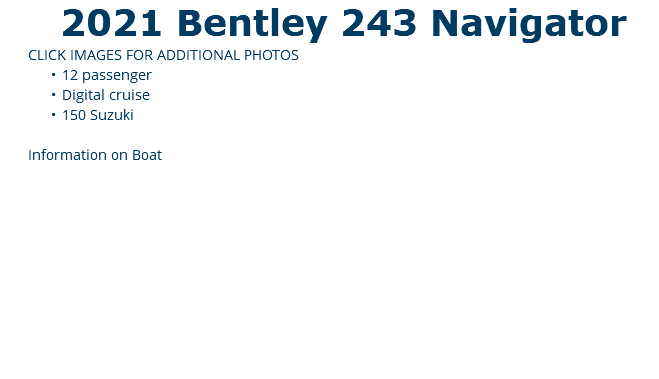 2021 Bentley 243 Navigator
CLICK IMAGES FOR ADDITIONAL PHOTOS
• 12 passenger
• Digital cruise
• 150 Suzuki
Information on Boat